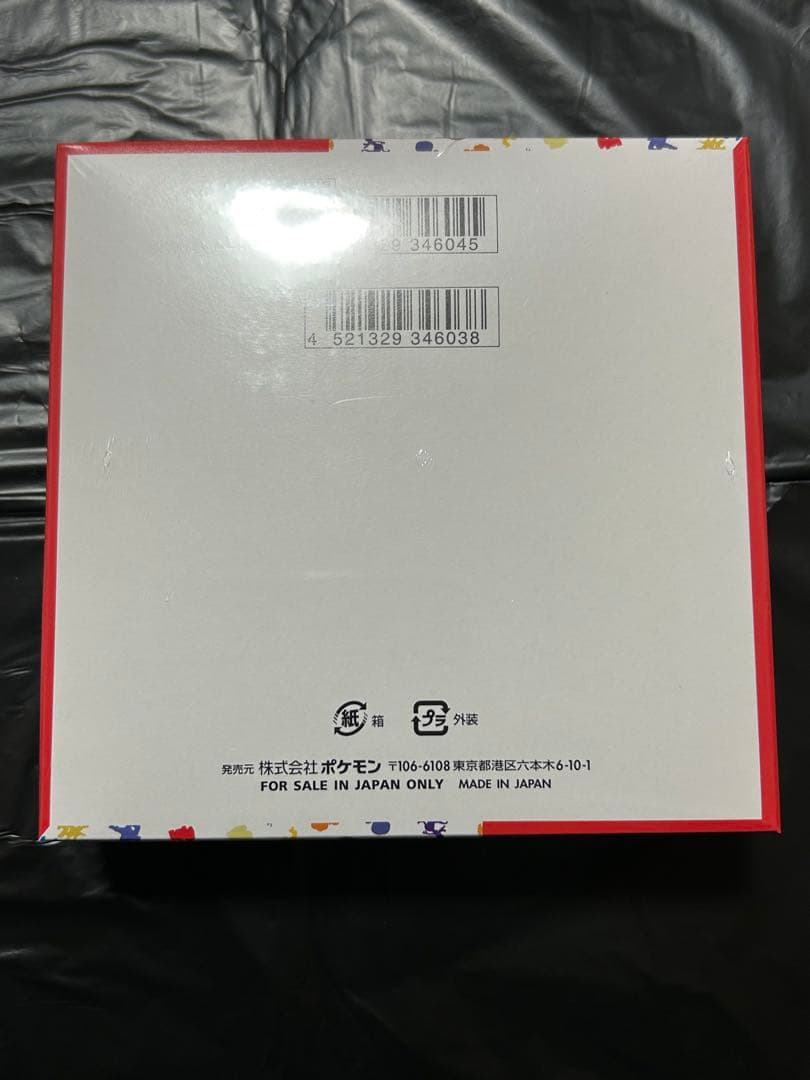 346045
4 521329 346038
紙 箱 プラ 外装
発売元 株式会社ポケモン 〒106-6108 東京都港区六本木6-10-1
FOR SALE IN JAPAN ONLY MADE IN JAPAN